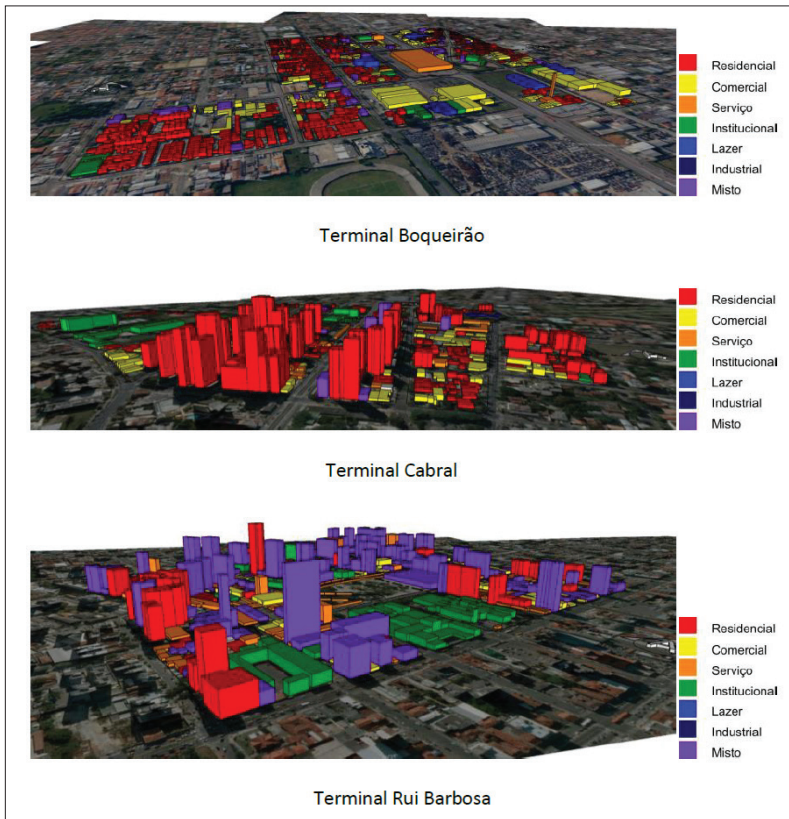 Residencial
Comercial
Serviço
Institucional
Lazer
Industrial
Misto
Terminal Boqueirão
Residencial
Comercial
Serviço
Institucional
Lazer
Industrial
Misto
Terminal Cabral
Residencial
Comercial
Serviço
Institucional
Lazer
Industrial
Misto
Terminal Rui Barbosa